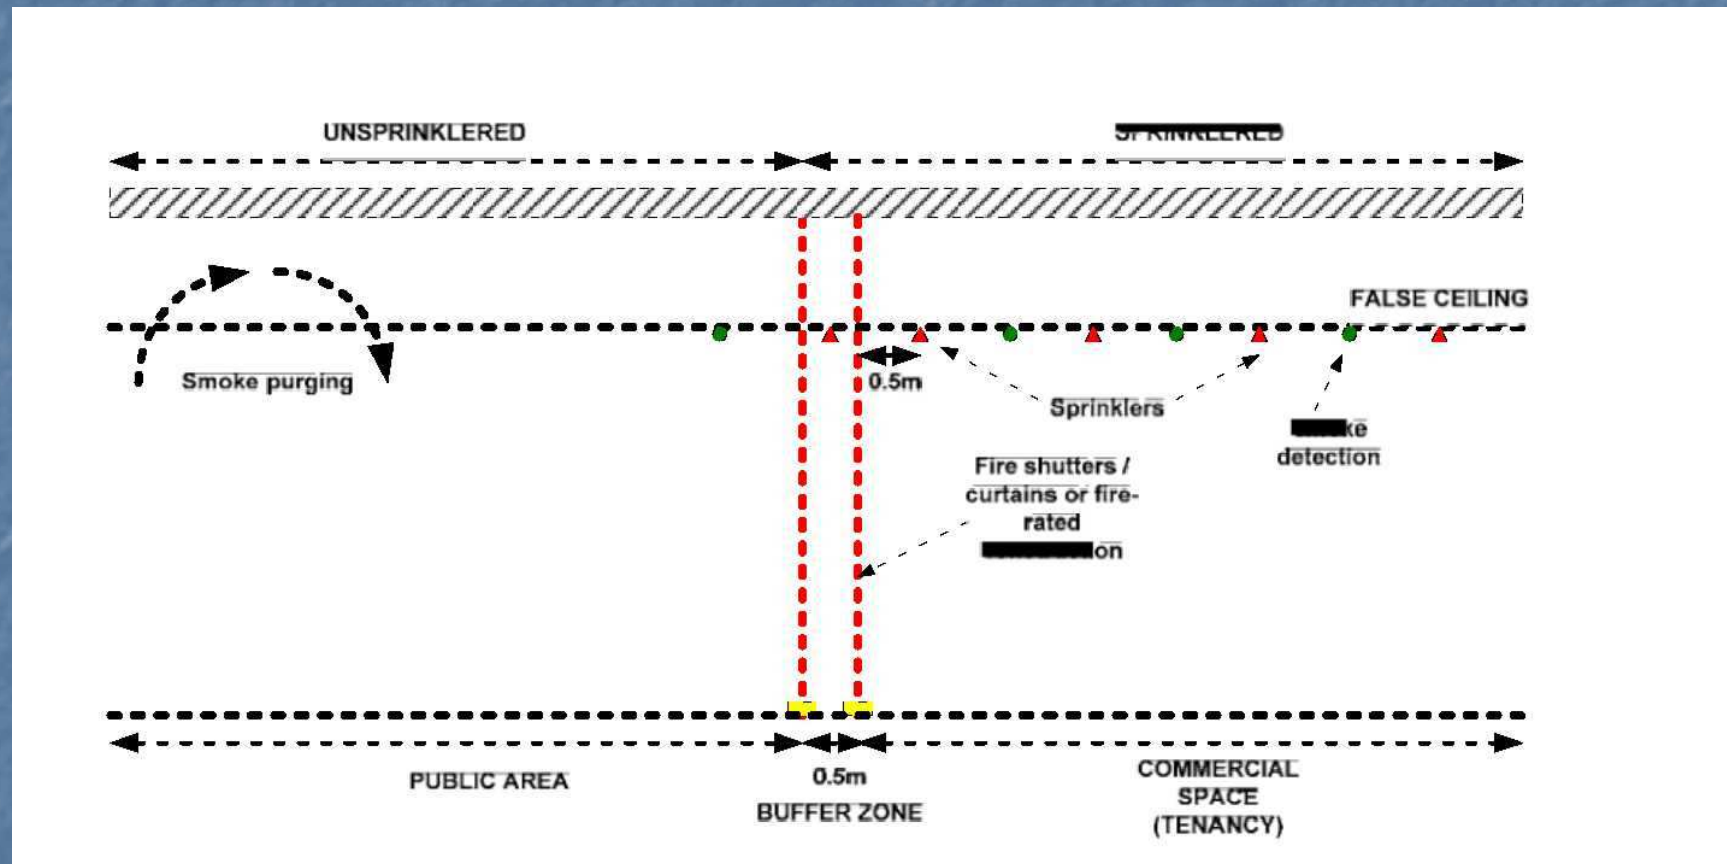 UNSPRINKLERED
SPRINKLERED
FALSE CEILING
Smoke purging
0.5m
Sprinklers
detection
Fire shutters /
curtains or fire-
rated
PUBLIC AREA
0.5m
BUFFER ZONE
COMMERCIAL
SPACE
(TENANCY)